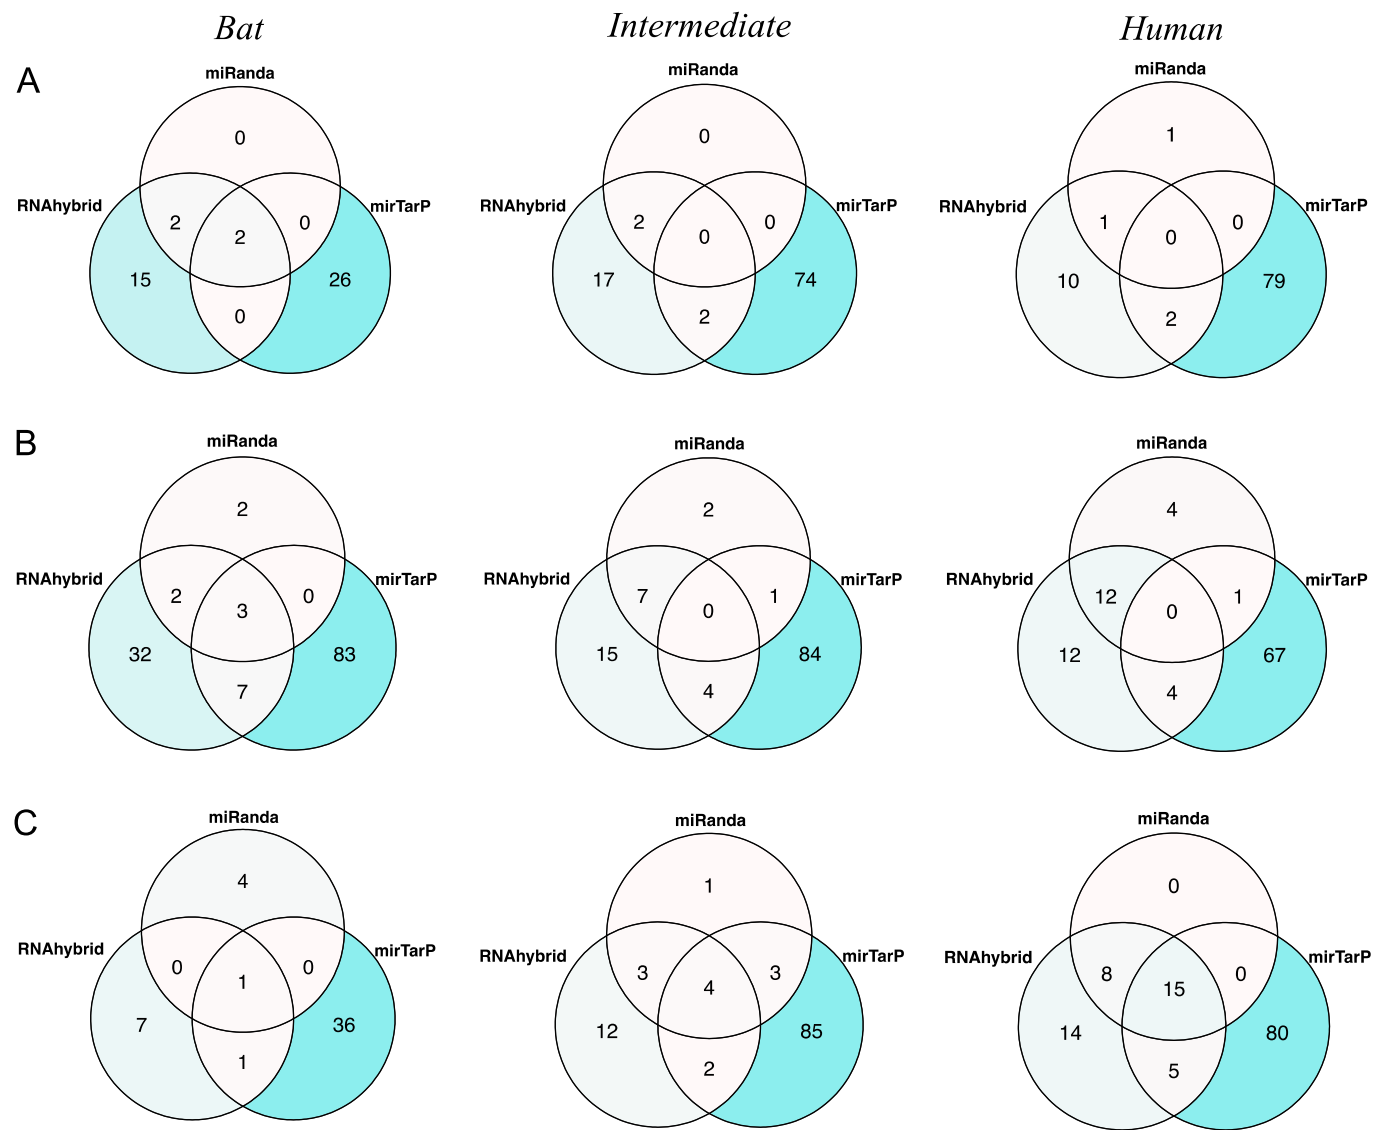 Bat Intermediate Human
A
miRanda miRanda miRanda
0 0 1
RNAhybrid mirTarP RNAhybrid mirTarP RNAhybrid mirTarP
2 2 0 2 0 0 1 0 0
15 26 17 74 10 79
0 2 2
B
miRanda miRanda miRanda
2 2 4
RNAhybrid mirTarP RNAhybrid mirTarP RNAhybrid mirTarP
2 3 0 7 0 1 12 0 1
32 83 15 84 12 67
7 4 4
C
miRanda miRanda miRanda
4 1 0
RNAhybrid mirTarP RNAhybrid mirTarP RNAhybrid mirTarP
0 1 0 3 4 3 8 15 0
7 36 12 85 14 80
1 2 5